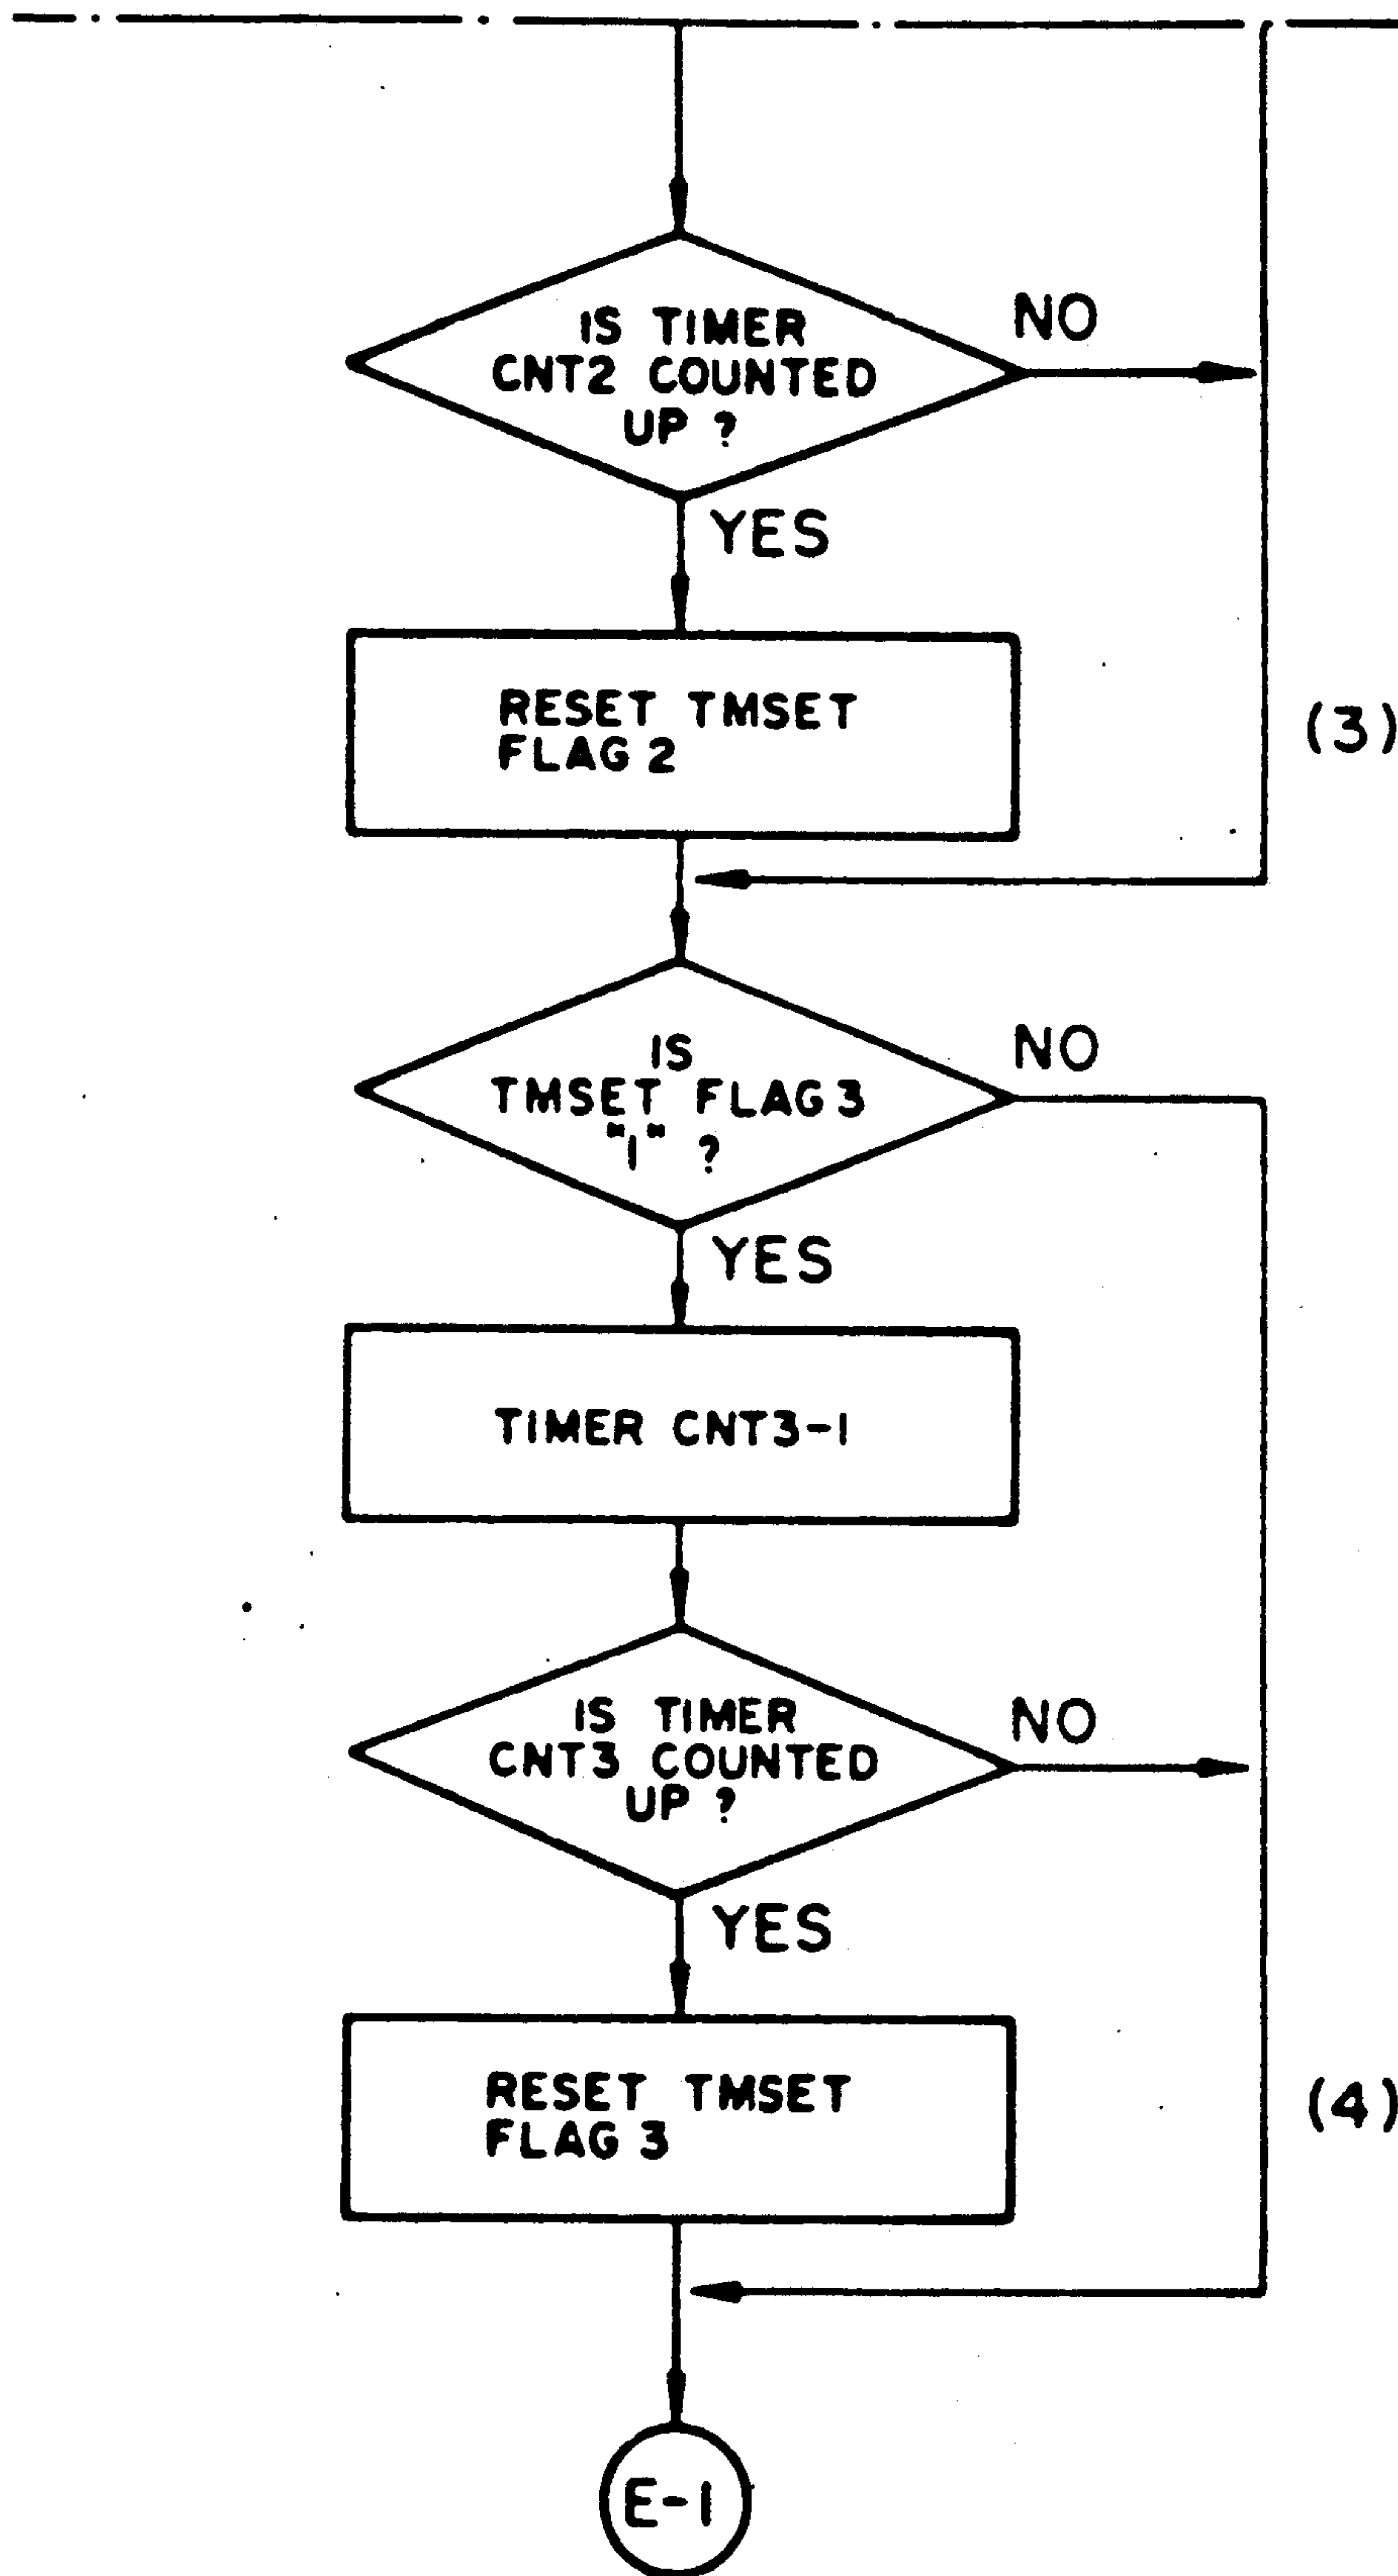 IS TIMER
CNT2 COUNTED
UP ?
NO
YES
RESET TMSET
FLAG 2
(3)
IS
TMSET FLAG 3
"1" ?
NO
YES
TIMER CNT3-1
IS TIMER
CNT3 COUNTED
UP ?
NO
YES
RESET TMSET
FLAG 3
(4)
E-1